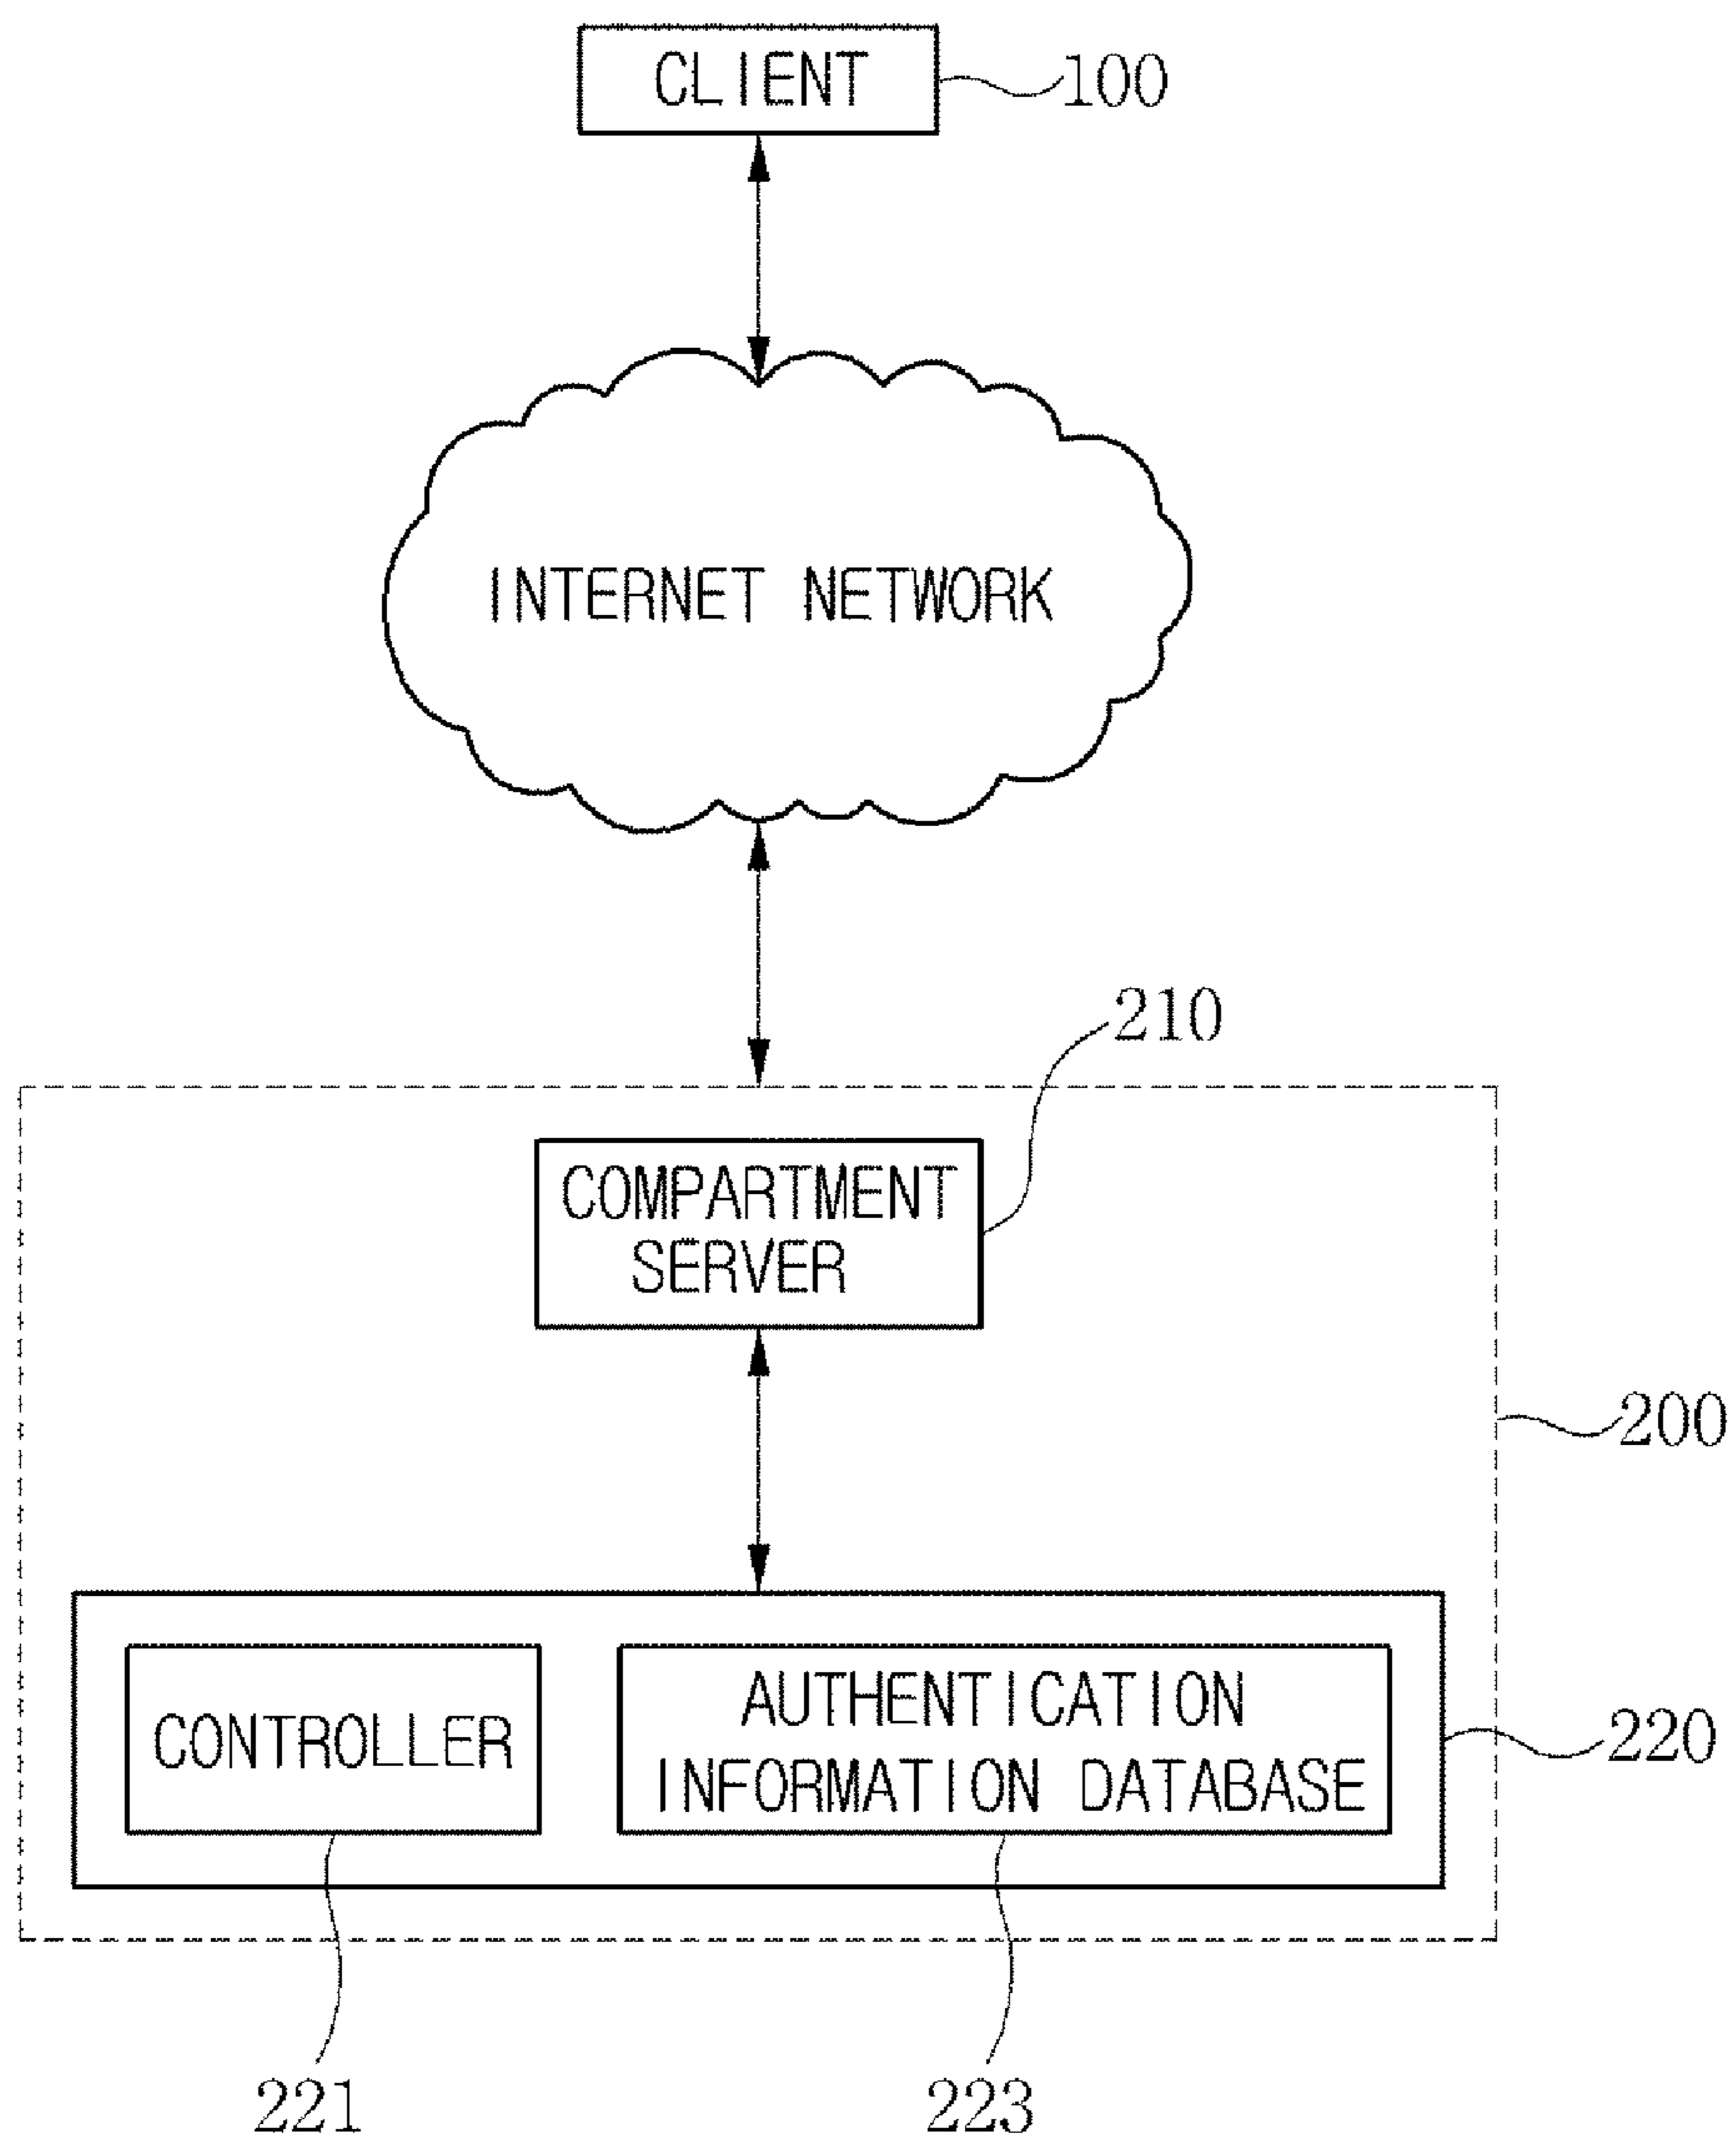 CLIENT
100
INTERNET NETWORK
210
COMPARTMENT
SERVER
200
CONTROLLER
AUTHENTICATION
INFORMATION DATABASE
220
221
223